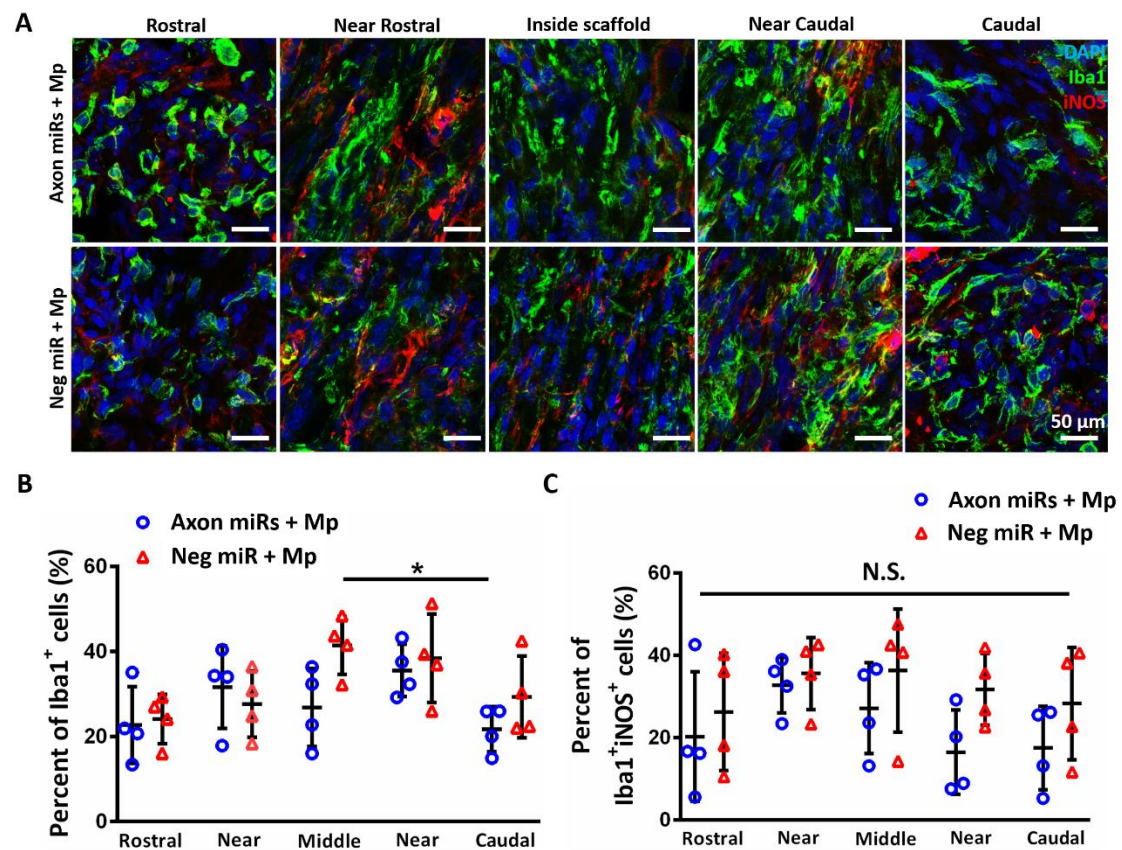 A
Rostral
Near Rostral
Inside scaffold
Near Caudal
Caudal
Axon miRs + Mp
DAPI
Iba1
iNOS
Neg miR + Mp
50 µm
B
Axon miRs + Mp
Neg miR + Mp
Percent of Iba1+ cells (%)
60
40
20
0
*
Rostral
Near
Middle
Near
Caudal
C
Axon miRs + Mp
Neg miR + Mp
Percent of
Iba1+iNOS+ cells (%)
60
40
20
0
N.S.
Rostral
Near
Middle
Near
Caudal